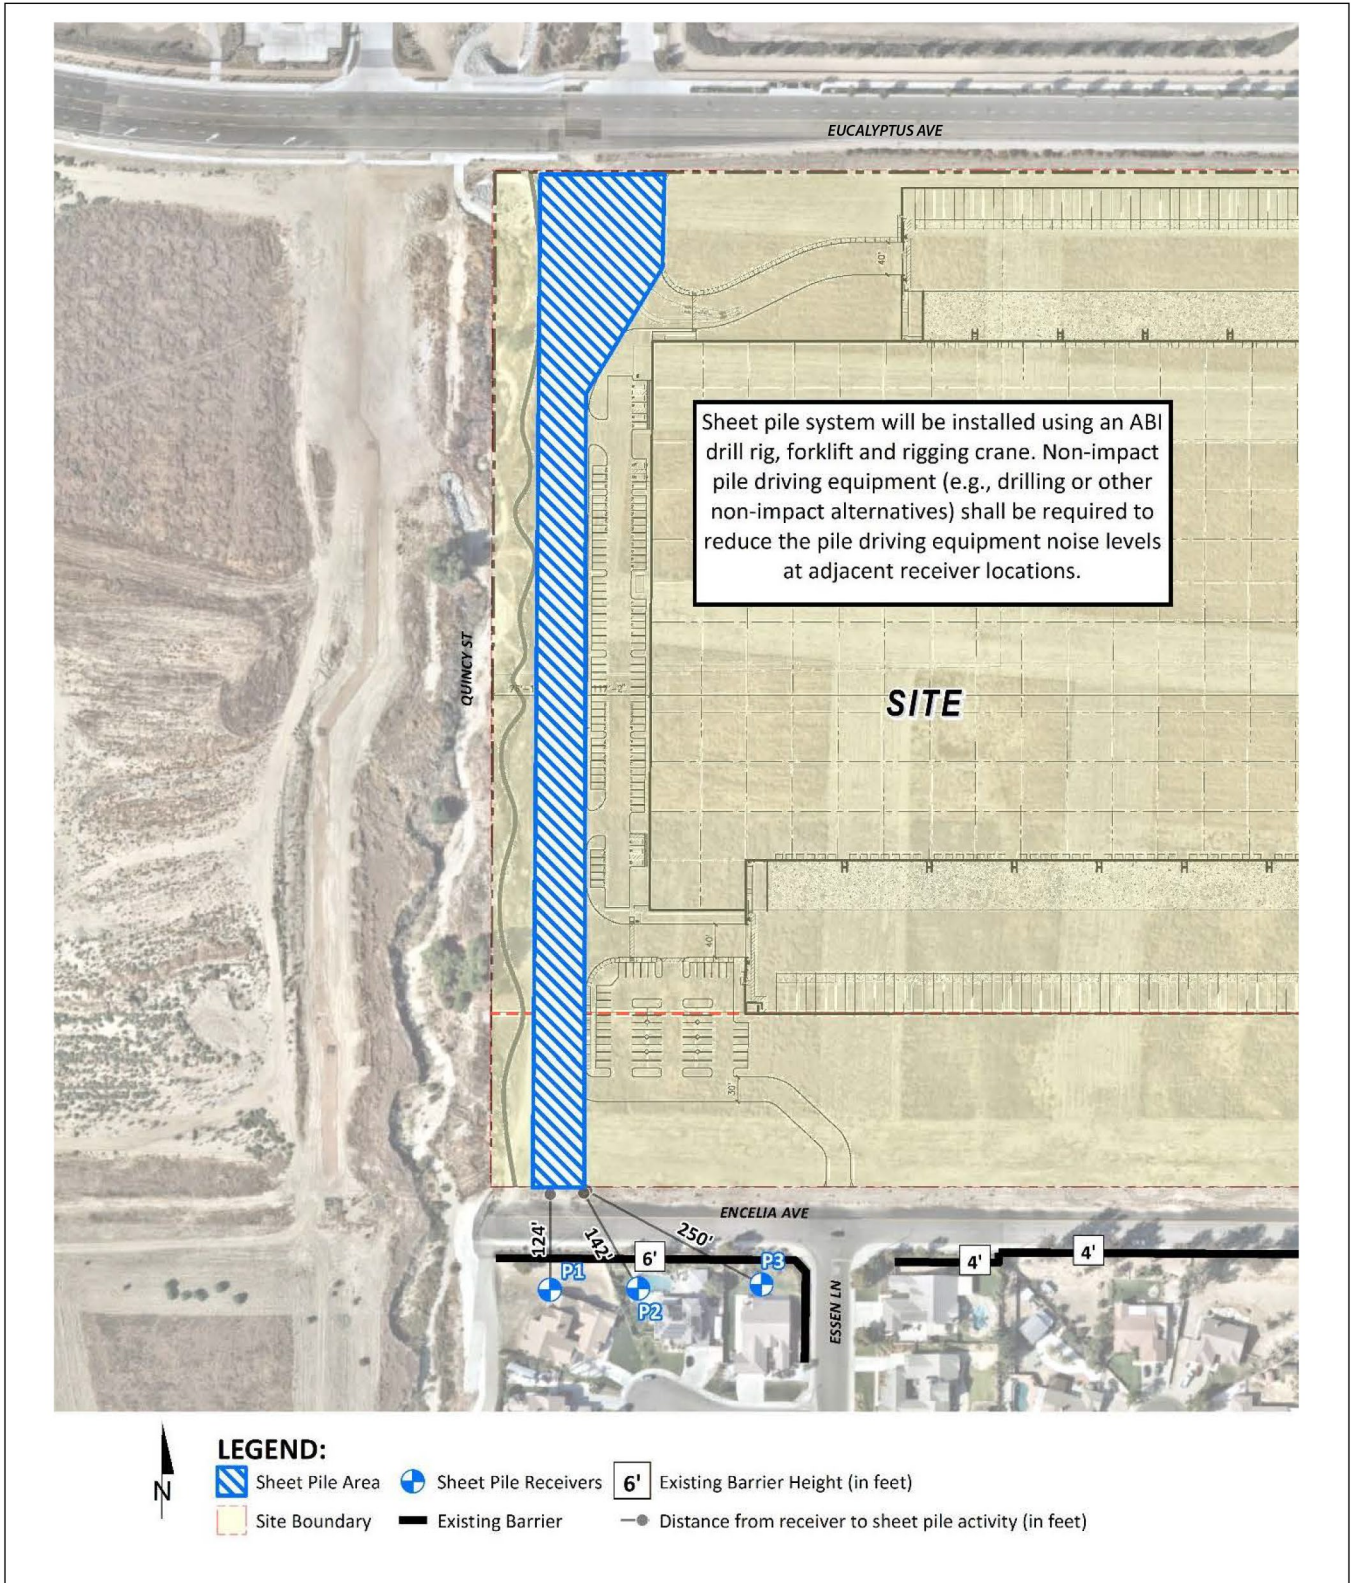 EUCALYPTUS AVE
40'
Sheet pile system will be installed using an ABI
drill rig, forklift and rigging crane. Non-impact
pile driving equipment (e.g., drilling or other
non-impact alternatives) shall be required to
reduce the pile driving equipment noise levels
at adjacent receiver locations.
QUINCY ST
117'-2"
SITE
40'
30'
ENCELIA AVE
124'
142'
250'
6'
4'
4'
P1
P2
P3
ESSEN LN
N
LEGEND:
Sheet Pile Area
Sheet Pile Receivers
6'
Existing Barrier Height (in feet)
Site Boundary
Existing Barrier
Distance from receiver to sheet pile activity (in feet)